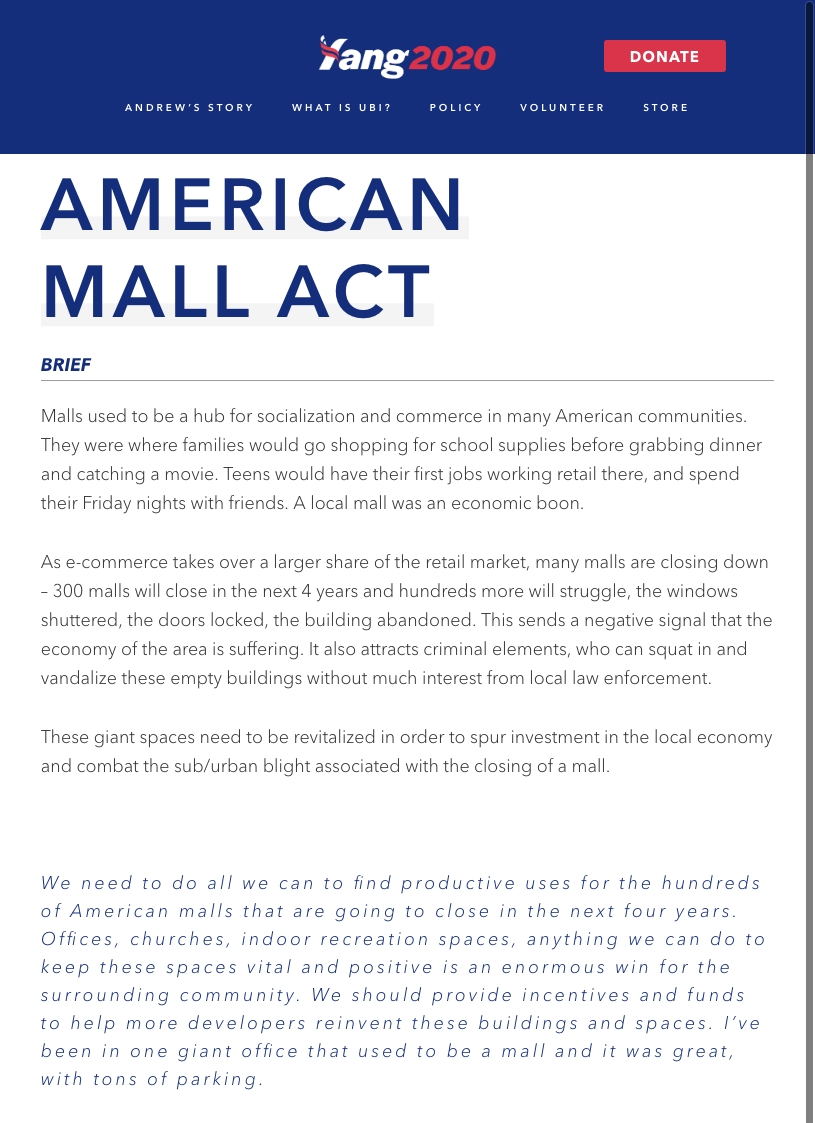 Yang2020
DONATE
ANDREW’S STORY WHAT IS UBI? POLICY VOLUNTEER STORE
AMERICAN
MALL ACT
BRIEF
Malls used to be a hub for socialization and commerce in many American communities.
They were where families would go shopping for school supplies before grabbing dinner
and catching a movie. Teens would have their first jobs working retail there, and spend
their Friday nights with friends. A local mall was an economic boon.
As e-commerce takes over a larger share of the retail market, many malls are closing down
– 300 malls will close in the next 4 years and hundreds more will struggle, the windows
shuttered, the doors locked, the building abandoned. This sends a negative signal that the
economy of the area is suffering. It also attracts criminal elements, who can squat in and
vandalize these empty buildings without much interest from local law enforcement.
These giant spaces need to be revitalized in order to spur investment in the local economy
and combat the sub/urban blight associated with the closing of a mall.
We need to do all we can to find productive uses for the hundreds
of American malls that are going to close in the next four years.
Offices, churches, indoor recreation spaces, anything we can do to
keep these spaces vital and positive is an enormous win for the
surrounding community. We should provide incentives and funds
to help more developers reinvent these buildings and spaces. I’ve
been in one giant office that used to be a mall and it was great,
with tons of parking.